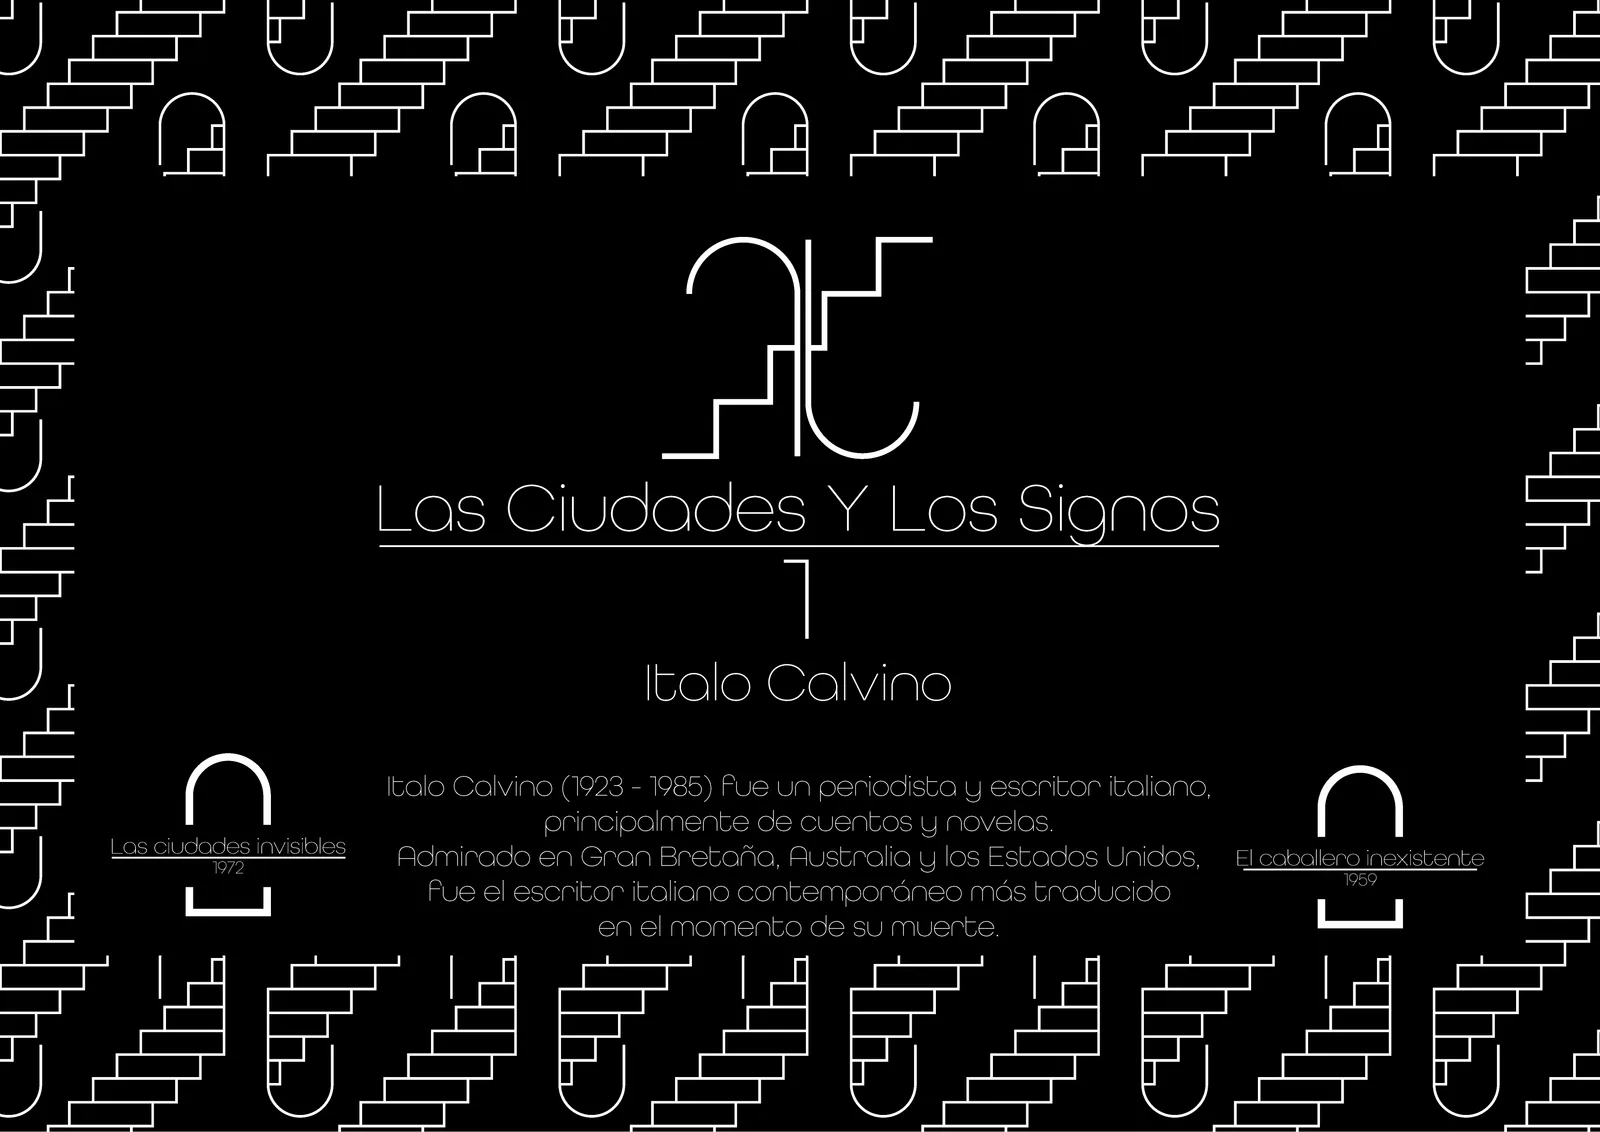 Las Ciudades Y Los Signos
1
Italo Calvino
Las ciudades invisibles
1972
Italo Calvino (1923 - 1985) fue un periodista y escritor italiano,
principalmente de cuentos y novelas.
Admirado en Gran Bretaña, Australia y los Estados Unidos,
fue el escritor italiano contemporáneo más traducido
en el momento de su muerte.
El caballero inexistente
1959